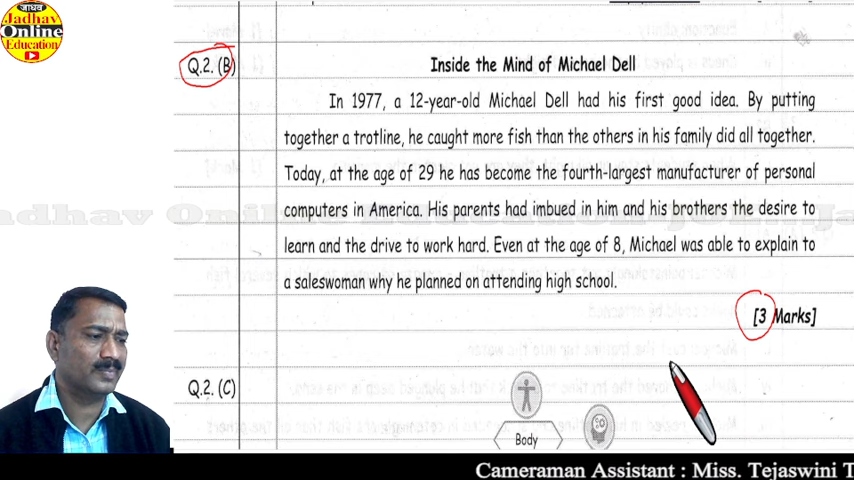 जाधव
Jadhav
Online
Education
Q.2. (B)
Inside the Mind of Michael Dell
In 1977, a 12-year-old Michael Dell had his first good idea. By putting
together a trotline, he caught more fish than the others in his family did all together.
Today, at the age of 29 he has become the fourth-largest manufacturer of personal
computers in America. His parents had imbued in him and his brothers the desire to
learn and the drive to work hard. Even at the age of 8, Michael was able to explain to
a saleswoman why he planned on attending high school.
[3 Marks]
Q.2. (C)
Body
Cameraman Assistant : Miss. Tejaswini T